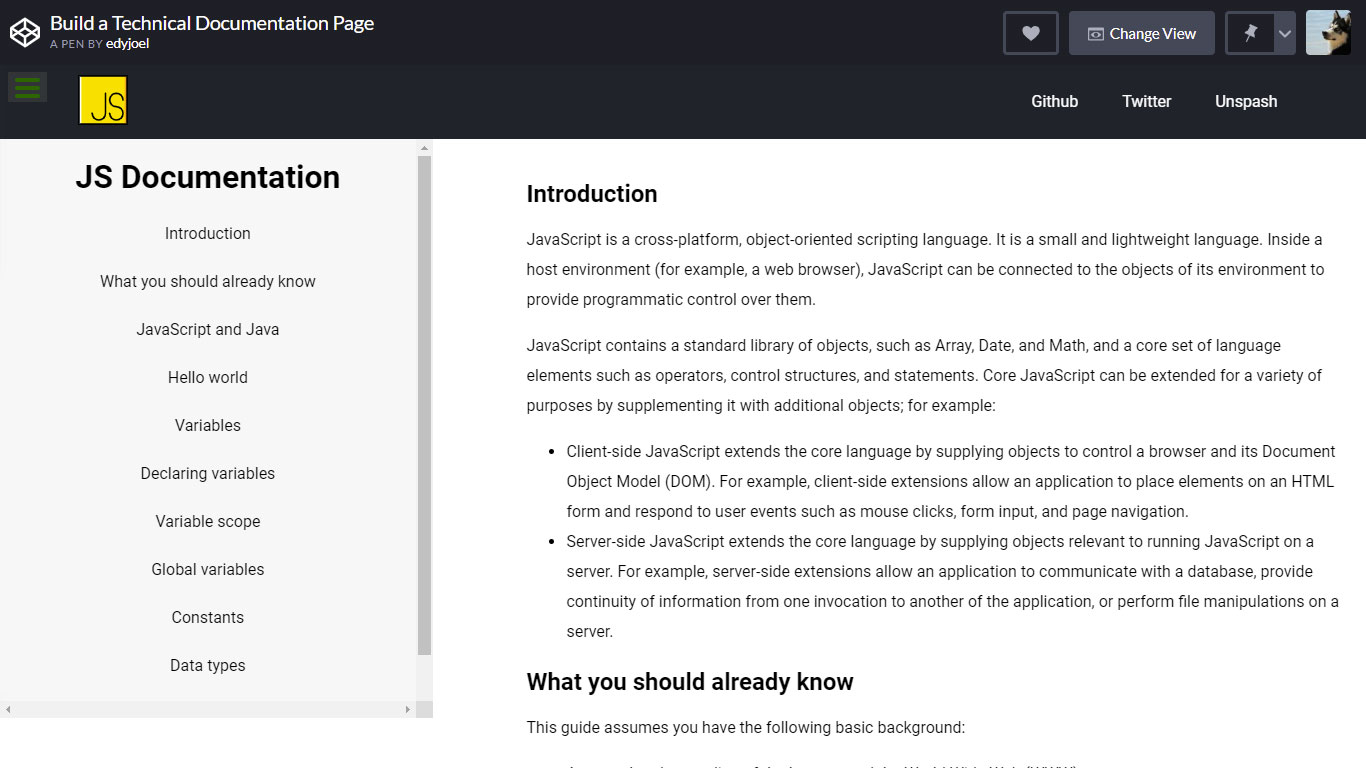 Build a Technical Documentation Page
A PEN BY edyjoel
Change View
JS
Github
Twitter
Unspash
JS Documentation
Introduction
What you should already know
JavaScript and Java
Hello world
Variables
Declaring variables
Variable scope
Global variables
Constants
Data types
Introduction
JavaScript is a cross-platform, object-oriented scripting language. It is a small and lightweight language. Inside a
host environment (for example, a web browser), JavaScript can be connected to the objects of its environment to
provide programmatic control over them.
JavaScript contains a standard library of objects, such as Array, Date, and Math, and a core set of language
elements such as operators, control structures, and statements. Core JavaScript can be extended for a variety of
purposes by supplementing it with additional objects; for example:
Client-side JavaScript extends the core language by supplying objects to control a browser and its Document
Object Model (DOM). For example, client-side extensions allow an application to place elements on an HTML
form and respond to user events such as mouse clicks, form input, and page navigation.
Server-side JavaScript extends the core language by supplying objects relevant to running JavaScript on a
server. For example, server-side extensions allow an application to communicate with a database, provide
continuity of information from one invocation to another of the application, or perform file manipulations on a
server.
What you should already know
This guide assumes you have the following basic background: